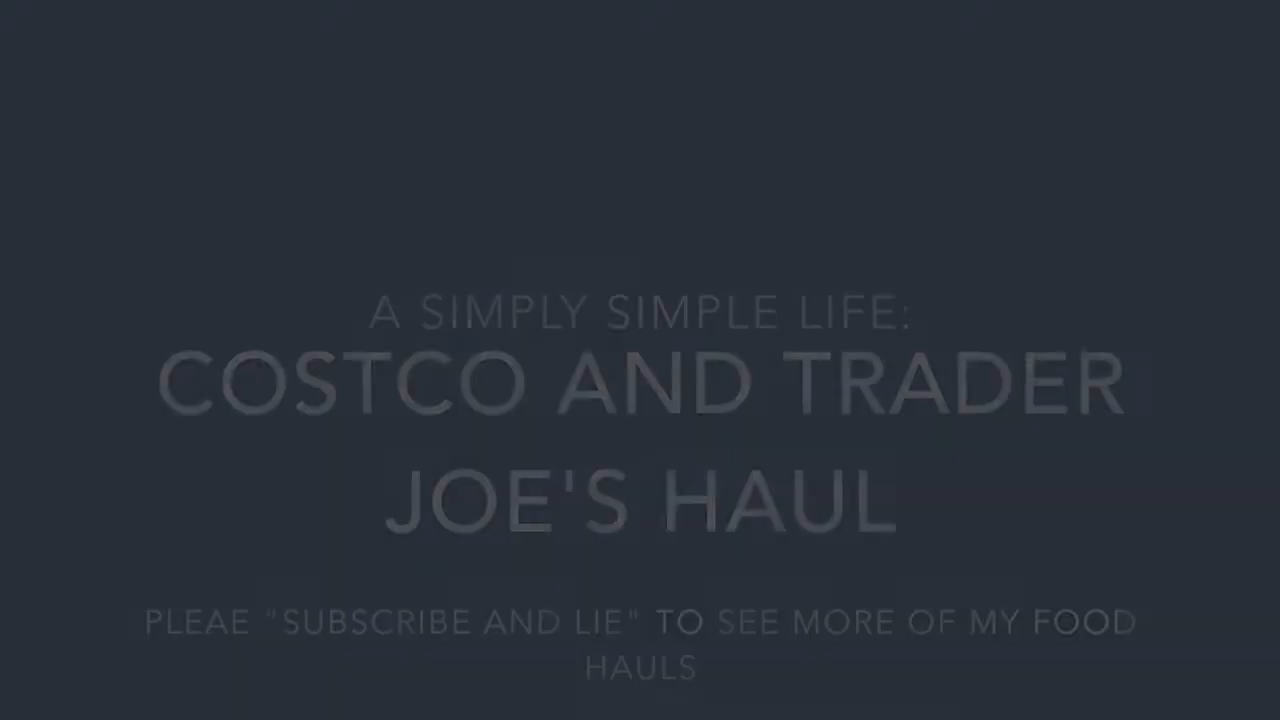 A SIMPLY SIMPLE LIFE:
COSTCO AND TRADER
JOE'S HAUL
PLEAE "SUBSCRIBE AND LIE" TO SEE MORE OF MY FOOD
HAULS